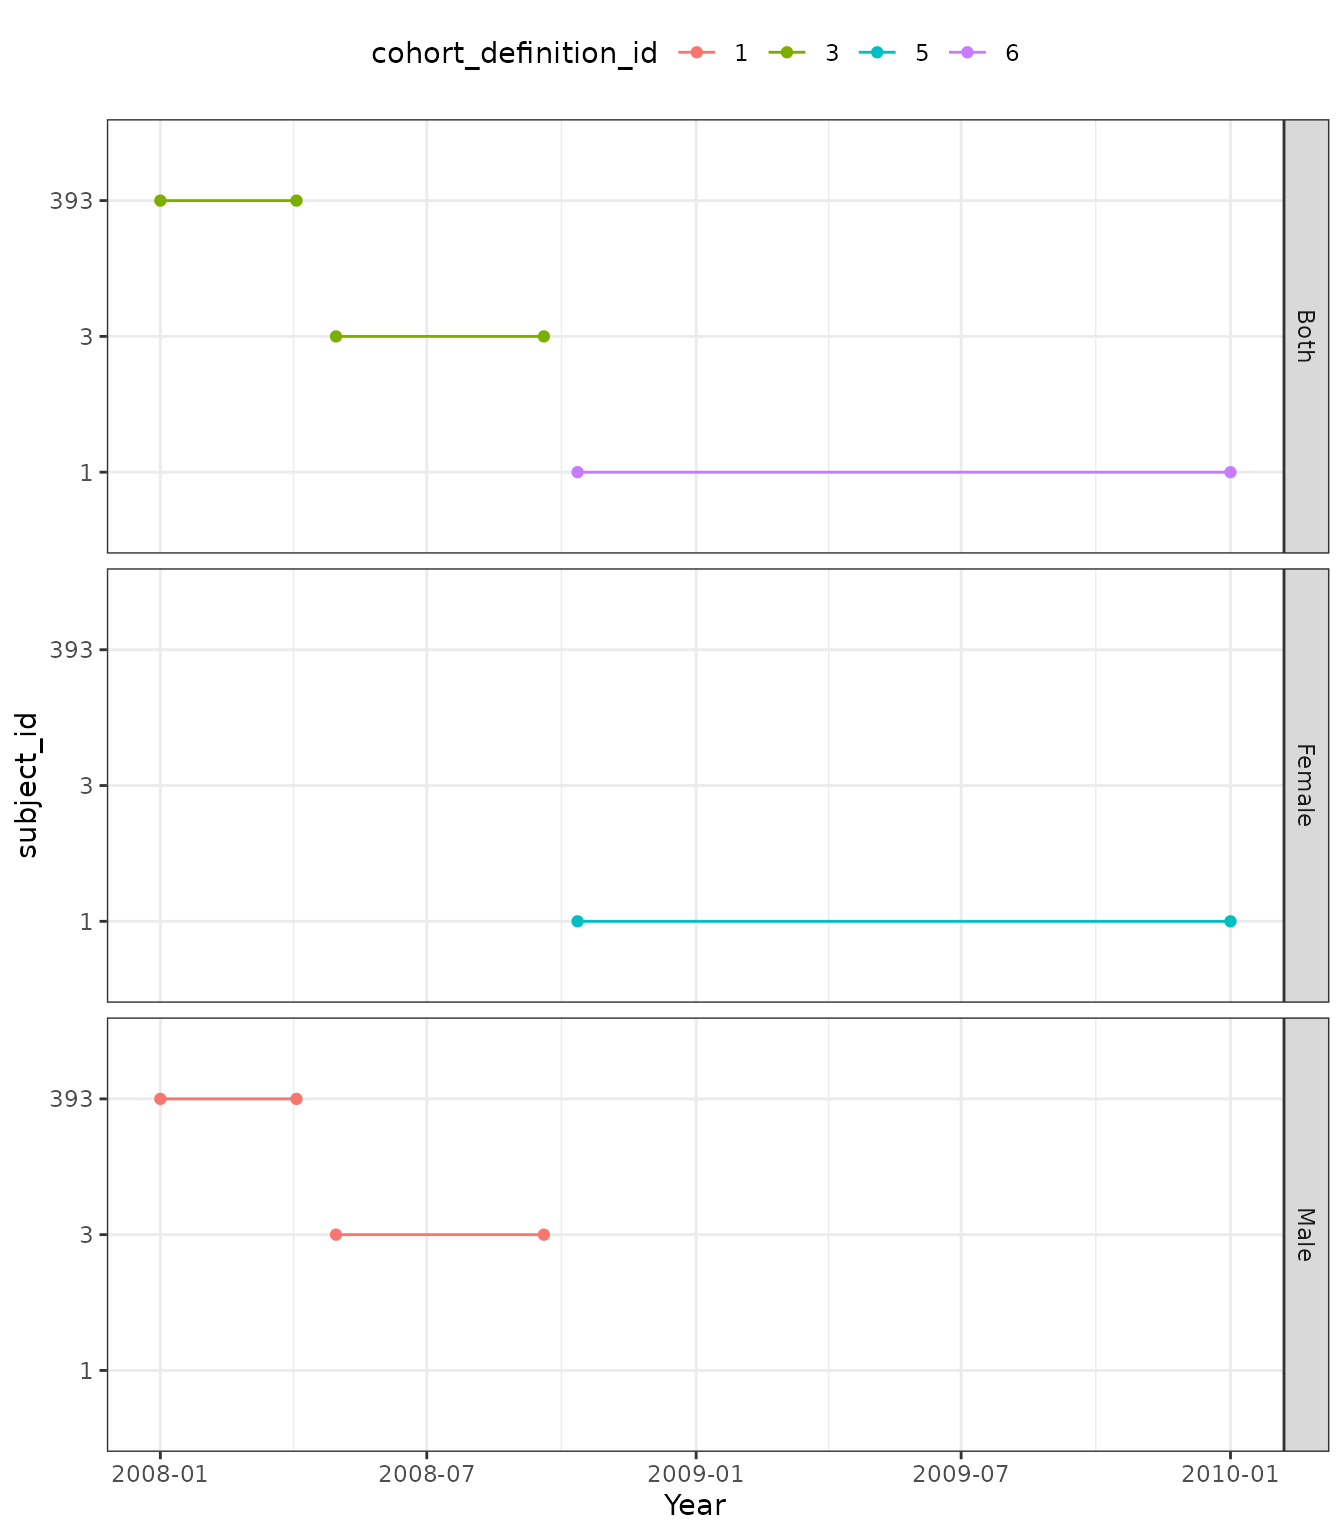 cohort_definition_id 1 3 5 6
393
3
1
Both
393
3
1
Female
subject_id
393
3
1
Male
2008-01 2008-07 2009-01 2009-07 2010-01
Year